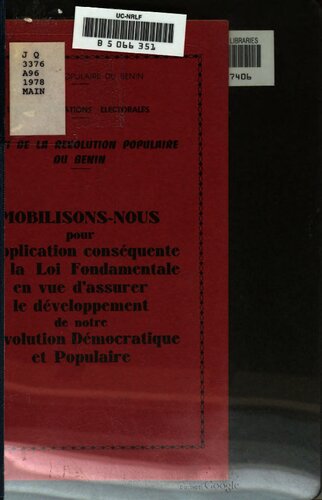 UC-NRLF
B 5 066 351
LIBRARIES
7406
J Q
3376
A96
1978
MAIN
POPULAIRE DU BENIN
ATIONS ELECTORALES
DE LA REVOLUTION POPULAIRE
DU BENIN
MOBILISONS-NOUS
pour
pplication conséquente
la Loi Fondamentale
en vue d'assurer
le développement
de notre
volution Démocratique
et Populaire
Google